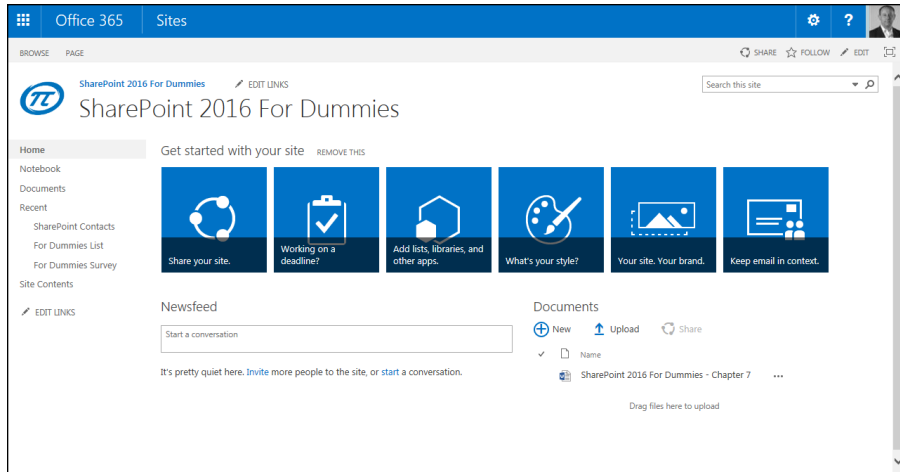 Office 365
Sites
?
BROWSE
PAGE
SHARE
FOLLOW
EDIT
SharePoint 2016 For Dummies
EDIT LINKS
Search this site
SharePoint 2016 For Dummies
Home
Notebook
Documents
Recent
SharePoint Contacts
For Dummies List
For Dummies Survey
Site Contents
EDIT LINKS
Get started with your site
REMOVE THIS
Share your site.
Working on a
deadline?
Add lists, libraries, and
other apps.
What's your style?
Your site. Your brand.
Keep email in context.
Newsfeed
Start a conversation
It's pretty quiet here. Invite more people to the site, or start a conversation.
Documents
New
Upload
Share
Name
SharePoint 2016 For Dummies - Chapter 7
...
Drag files here to upload